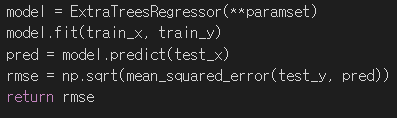 model = ExtraTreesRegressor(**paramset)
model.fit(train_x, train_y)
pred = model.predict(test_x)
rmse = np.sqrt(mean_squared_error(test_y, pred))
return rmse